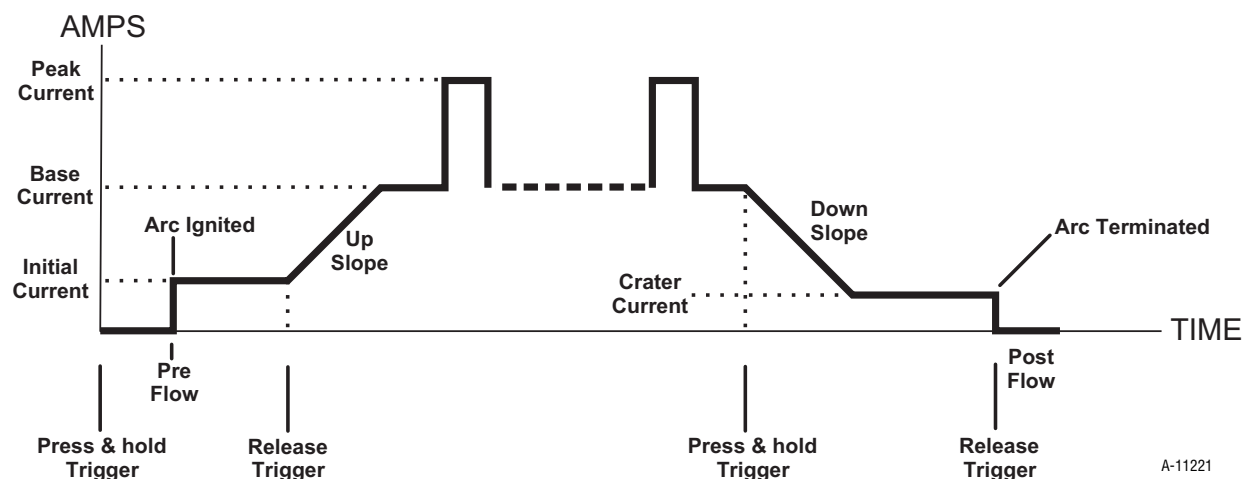 AMPS
Peak
Current
Base
Current
Arc Ignited
Initial
Current
Up
Slope
Down
Slope
Arc Terminated
Crater
Current
TIME
Pre
Flow
Post
Flow
Press & hold
Trigger
Release
Trigger
Press & hold
Trigger
Release
Trigger
A-11221